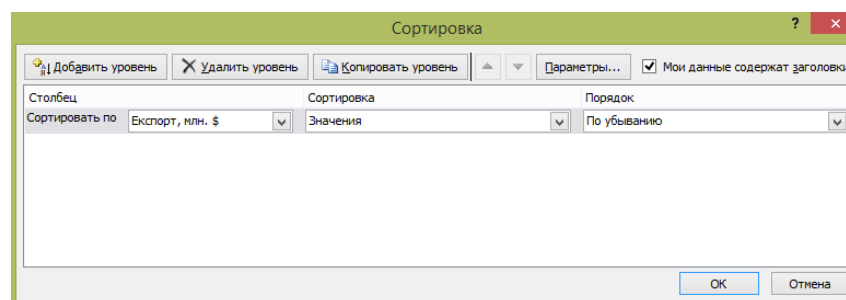 Сортировка
? ×
Добавить уровень Удалить уровень Копировать уровень Параметры... Мои данные содержат заголовки
Столбец Сортировка Порядок
Сортировать по Експорт, млн. $ Значения По убыванию
ОК Отмена